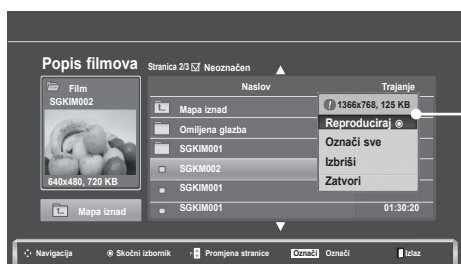 Popis filmova
Stranica 2/3 Neoznačen
Film
SGKIM002
640x480, 720 KB
Mapa iznad
Naslov
Trajanje
Mapa iznad
Omiljena glazba
SGKIM001
SGKM002
SGKIM001
SGKIM001
01:30:20
1366x768, 125 KB
Reproduciraj
Označi sve
Izbriši
Zatvori
Navigacija
Skočni izbornik
Promjena stranice
Označi
Označi
Izlaz